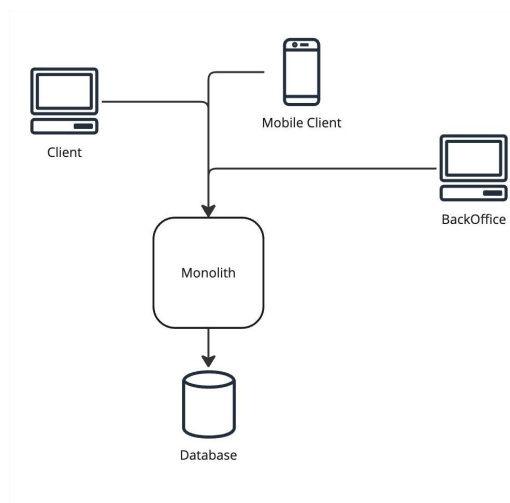 Mobile Client
Client
BackOffice
Monolith
Database